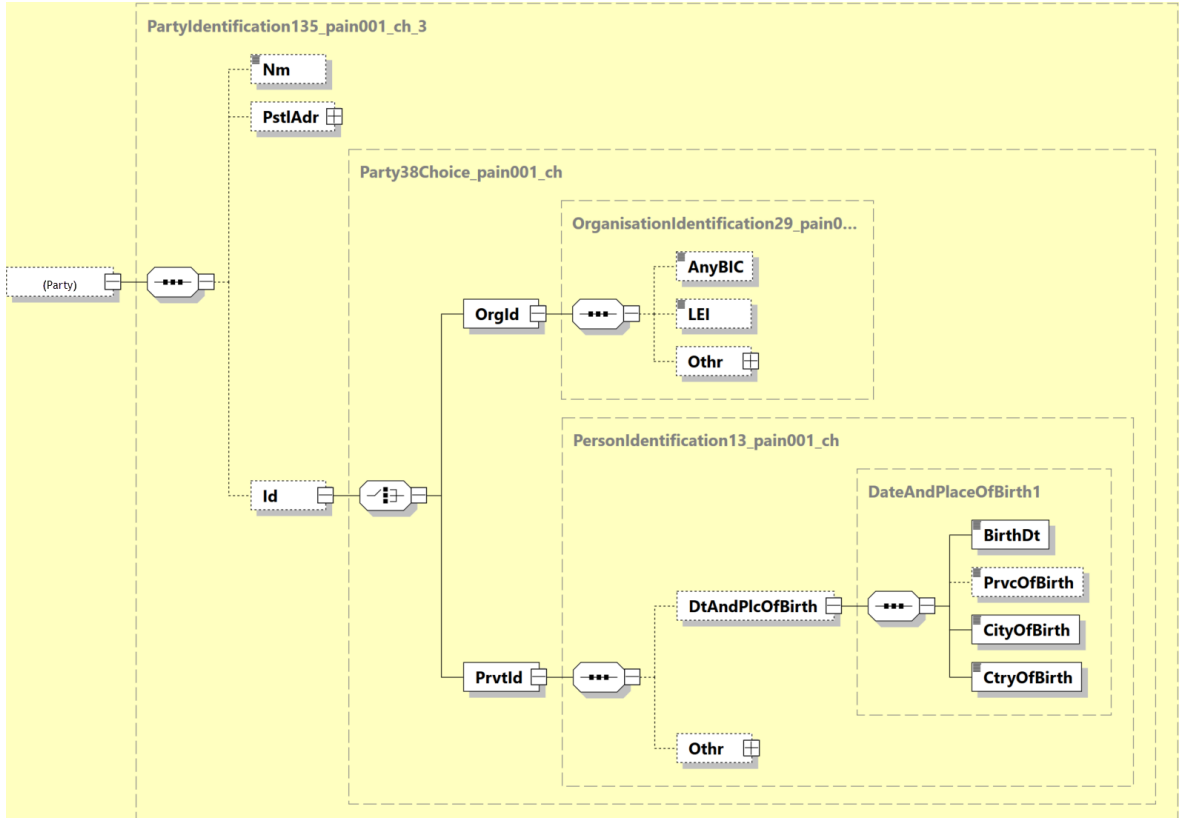 PartyIdentification135_pain001_ch_3
Nm
PstlAdr
Party38Choice_pain001_ch
OrganisationIdentification29_pain0...
AnyBIC
(Party)
OrgId
LEI
Othr
PersonIdentification13_pain001_ch
DateAndPlaceOfBirth1
Id
BirthDt
PrvcOfBirth
DtAndPlcOfBirth
CityOfBirth
PrvtId
CtryOfBirth
Othr